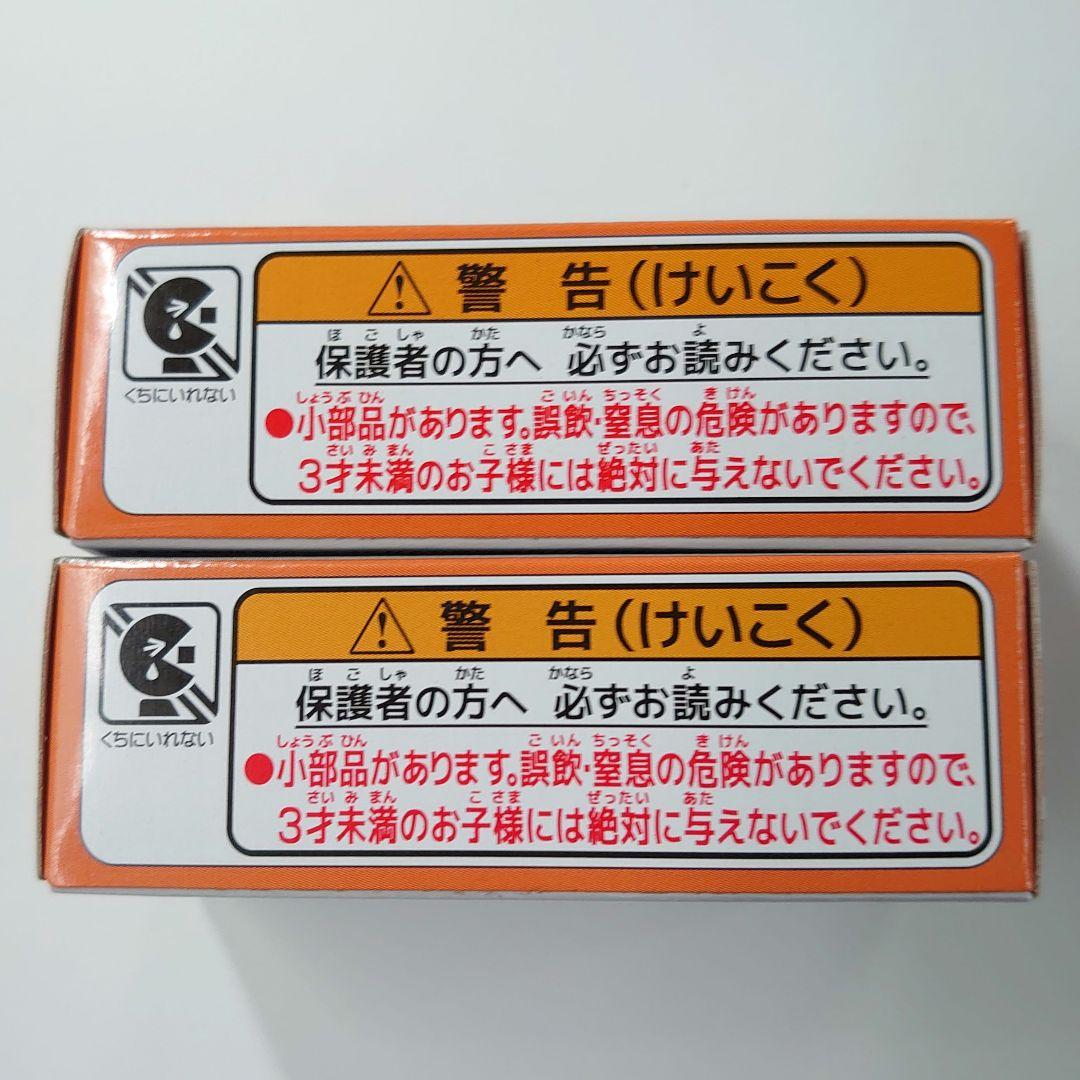 警 告(けいこく)
ほごしゃ かた かなら よ
保護者の方へ 必ずお読みください。
くちにいれない
しょうぶひん ごいん ちっそく きけん
●小部品があります。誤飲・窒息の危険がありますので、
さいみまん こさま ぜったい あた
3才未満のお子様には絶対に与えないでください。
警 告(けいこく)
ほごしゃ かた かなら よ
保護者の方へ 必ずお読みください。
くちにいれない
しょうぶひん ごいん ちっそく きけん
●小部品があります。誤飲・窒息の危険がありますので、
さいみまん こさま ぜったい あた
3才未満のお子様には絶対に与えないでください。